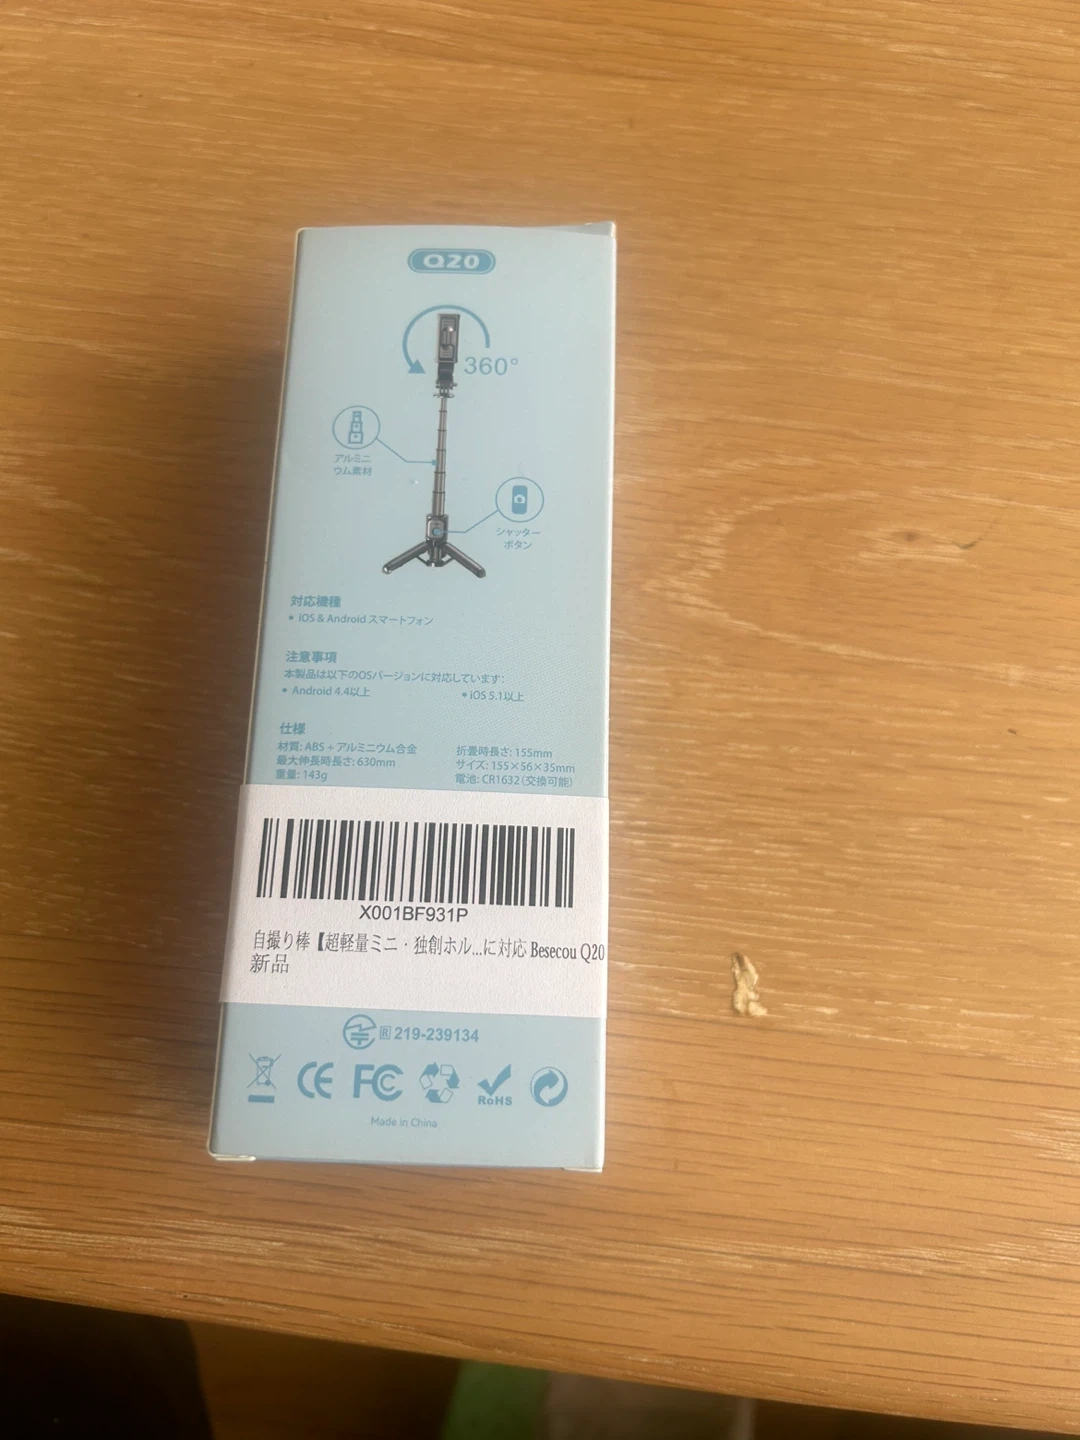 Q20
360°
アルミニ
ウム素材
シャッター
ボタン
対応機種
• iOS & Android スマートフォン
注意事項
本製品は以下のOSバージョンに対応しています：
• Android 4.4以上
• iOS 5.1以上
仕様
材質: ABS + アルミニウム合金
最大伸長時長さ: 630mm
重量: 143g
折畳時長さ: 155mm
サイズ: 155×56×35mm
電池: CR1632（交換可能）
X001BF931P
自撮り棒【超軽量ミニ・独創ホル...に対応 Besecou Q20
新品
R 219-239134
CE FC RoHS
Made in China